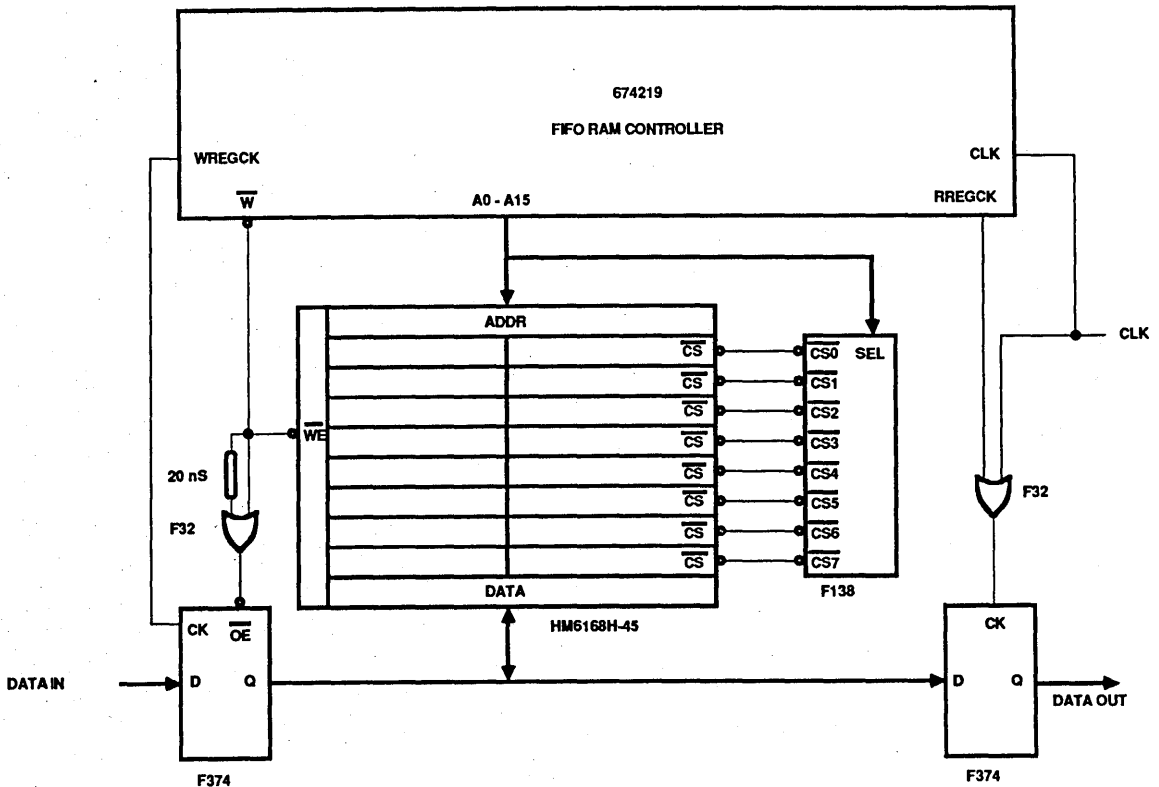 674219
FIFO RAM CONTROLLER
WREGCK
CLK
W
A0 - A15
RREGCK
ADDR
CLK
CS
CS0
SEL
CS
CS1
CS
CS2
WE
CS
CS3
20 nS
CS
CS4
F32
CS
CS5
F32
CS
CS6
CS
CS7
DATA
F138
HM6168H-45
CK
OE
CK
DATA IN
D
Q
D
Q
DATA OUT
F374
F374